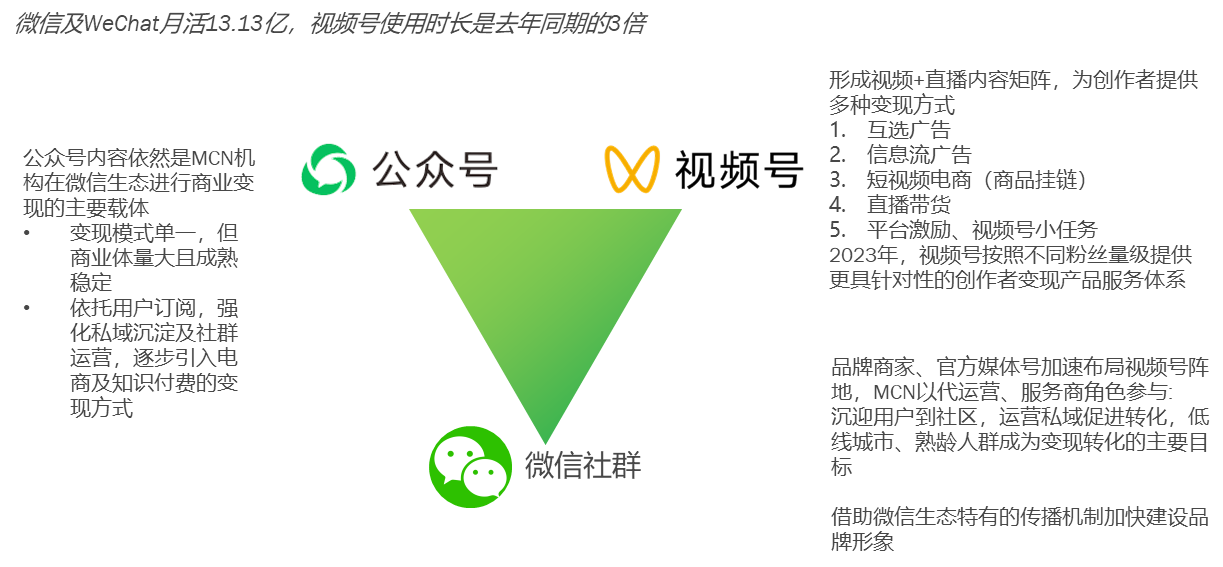 微信及WeChat月活13.13亿，视频号使用时长是去年同期的3倍
公众号内容依然是MCN机
构在微信生态进行商业变
现的主要载体
• 变现模式单一，但
商业体量大且成熟
稳定
• 依托用户订阅，强
化私域沉淀及社群
运营，逐步引入电
商及知识付费的变
现方式
公众号
视频号
微信社群
形成视频+直播内容矩阵，为创作者提供
多种变现方式
1. 互选广告
2. 信息流广告
3. 短视频电商（商品挂链）
4. 直播带货
5. 平台激励、视频号小任务
2023年，视频号按照不同粉丝量级提供
更具针对性的创作者变现产品服务体系
品牌商家、官方媒体号加速布局视频号阵
地，MCN以代运营、服务商角色参与:
沉迎用户到社区，运营私域促进转化，低
线城市、熟龄人群成为变现转化的主要目
标
借助微信生态特有的传播机制加快建设品
牌形象